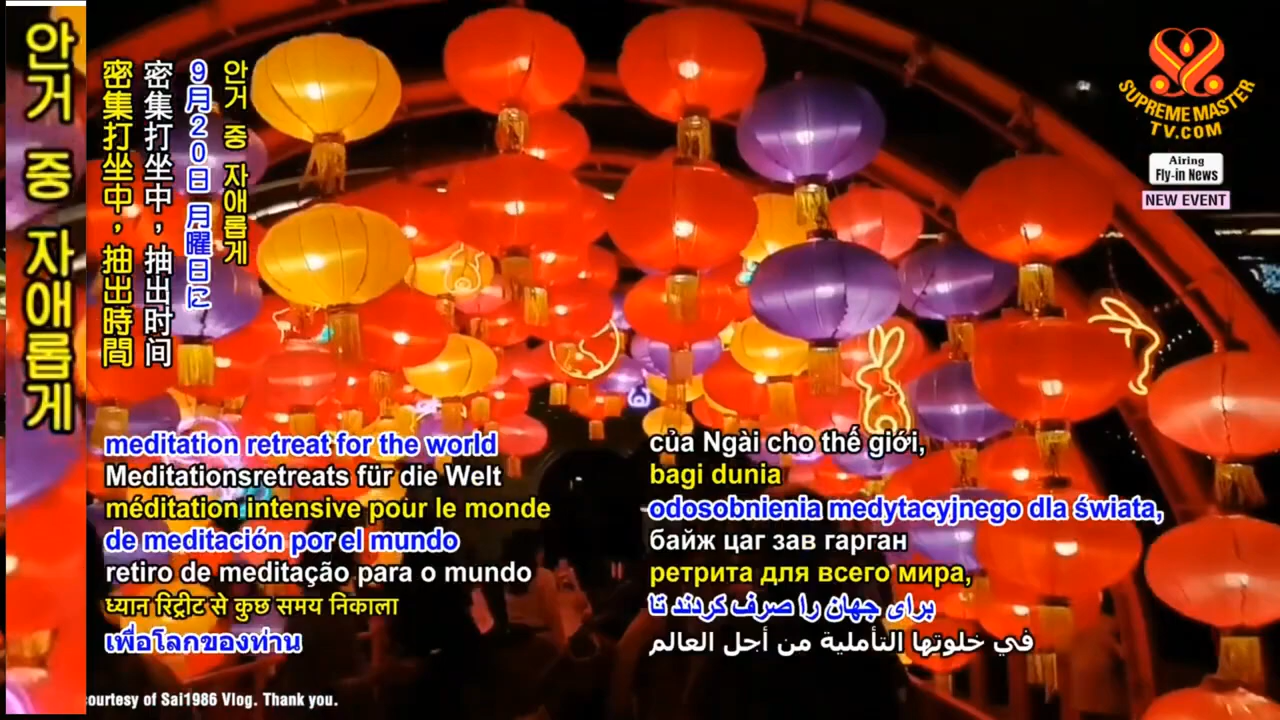 안거 중 자애롭게
密集打坐中，抽出時間
密集打坐中，抽出时间
9月20日 月曜日に
안거 중 자애롭게
SUPREME MASTER
TV.COM
Airing
Fly-in News
NEW EVENT
meditation retreat for the world
Meditationsretreats für die Welt
méditation intensive pour le monde
de meditación por el mundo
retiro de meditação para o mundo
ध्यान रिट्रीट से कुछ समय निकाला
เพื่อโลกของท่าน
của Ngài cho thế giới,
bagi dunia
odosobnienia medytacyjnego dla świata,
байж цаг зав гарган
ретрита для всего мира,
برای جهان را صرف کردند تا
في خلوتها التأملية من أجل العالم
courtesy of Sai1986 Vlog. Thank you.